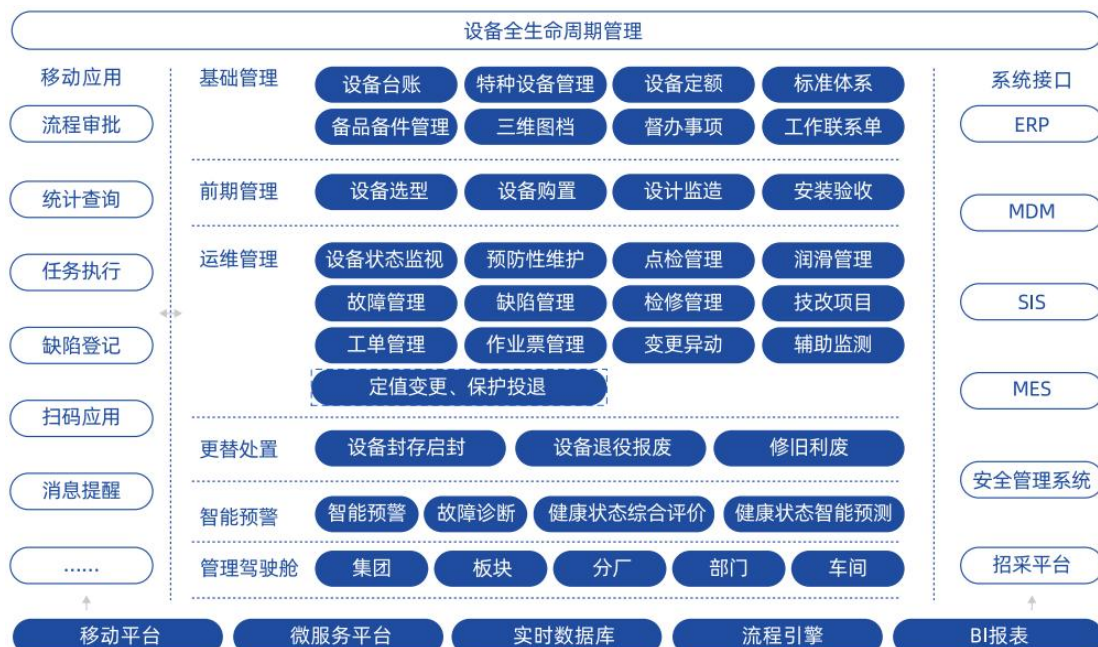 设备全生命周期管理
移动应用
流程审批
统计查询
任务执行
缺陷登记
扫码应用
消息提醒
……
基础管理
设备台账 特种设备管理 设备定额 标准体系
备品备件管理 三维图档 督办事项 工作联系单
前期管理
设备选型 设备购置 设计监造 安装验收
运维管理
设备状态监视 预防性维护 点检管理 润滑管理
故障管理 缺陷管理 检修管理 技改项目
工单管理 作业票管理 变更异动 辅助监测
定值变更、保护投退
更替处置
设备封存启封 设备退役报废 修旧利废
智能预警
智能预警 故障诊断 健康状态综合评价 健康状态智能预测
管理驾驶舱
集团 板块 分厂 部门 车间
系统接口
ERP
MDM
SIS
MES
安全管理系统
招采平台
移动平台 微服务平台 实时数据库 流程引擎 BI报表